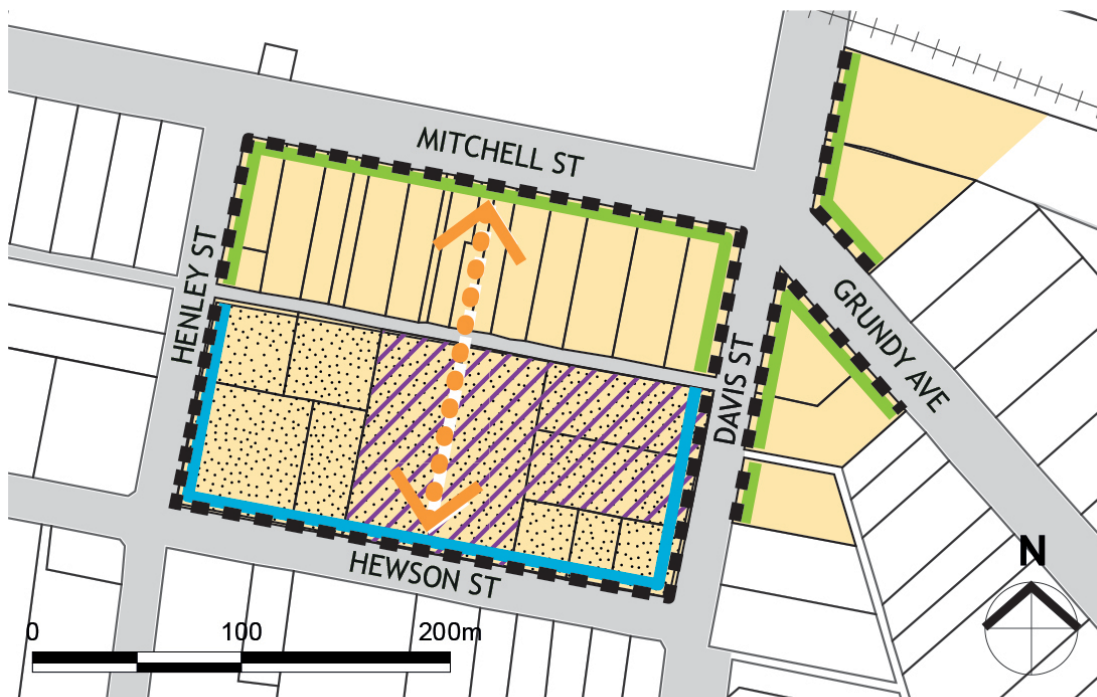 MITCHELL ST
HENLEY ST
GRUNDY AVE
DAVIS ST
HEWSON ST
N
0 100 200m